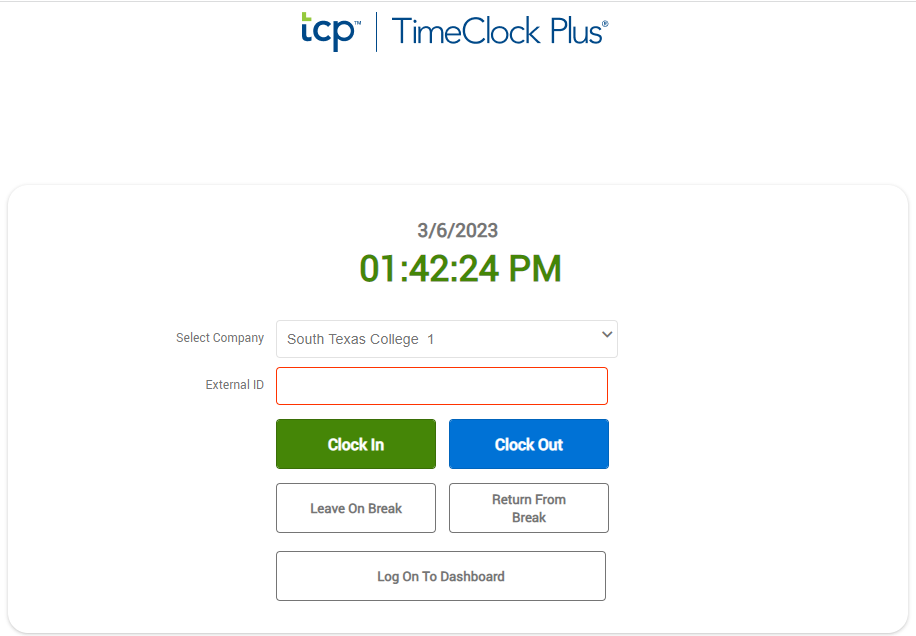 tcp™ TimeClock Plus®
3/6/2023
01:42:24 PM
Select Company South Texas College 1
External ID
Clock In Clock Out
Leave On Break Return From
Break
Log On To Dashboard